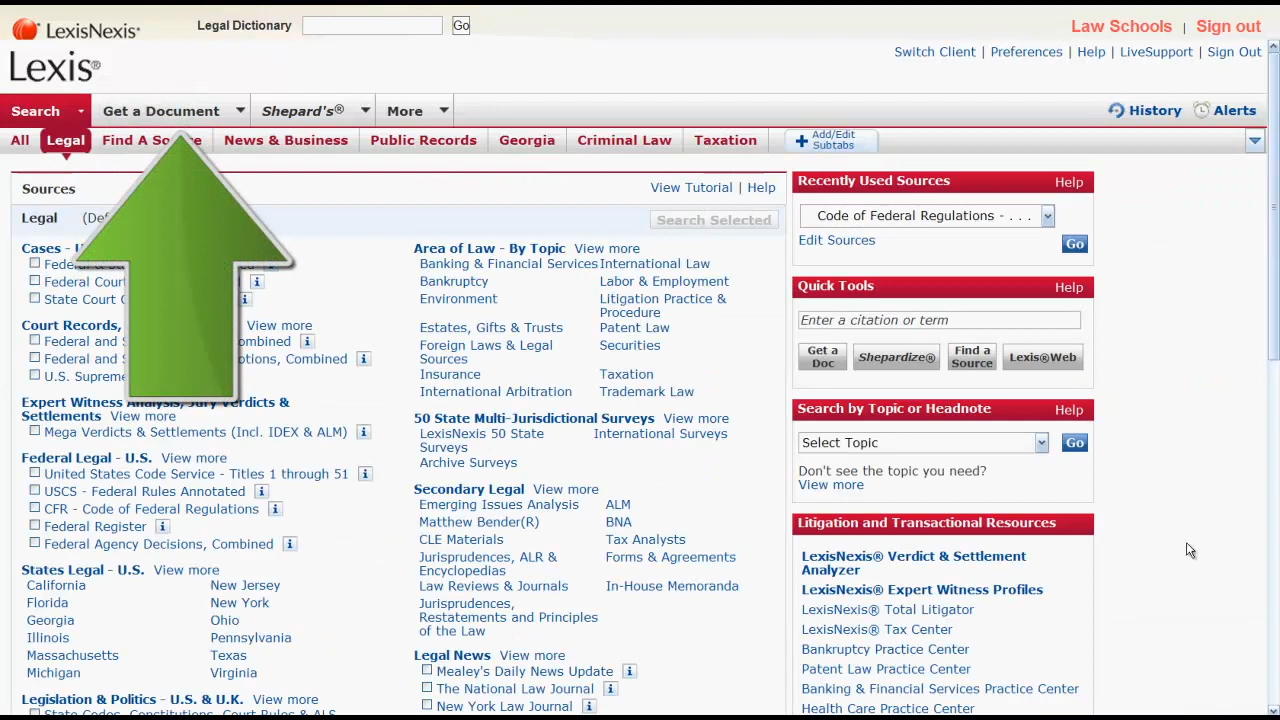 LexisNexis® Legal Dictionary Go Law Schools | Sign out
Lexis® Switch Client | Preferences | Help | LiveSupport | Sign Out
Search Get a Document Shepard's® More History Alerts
All Legal Find A News & Business Public Records Georgia Criminal Law Taxation Add/Edit Subtabs
Sources View Tutorial | Help
Legal Search Selected
Cases -
Federal
Federal Court
State Court
Court Records, View more
Federal and combined
Federal and Combined
U.S.
Expert Witness Analysis, Jury Verdicts &
Settlements View more
Mega Verdicts & Settlements (Incl. IDEX & ALM)
Federal Legal - U.S. View more
United States Code Service - Titles 1 through 51
USCS - Federal Rules Annotated
CFR - Code of Federal Regulations
Federal Register
Federal Agency Decisions, Combined
States Legal - U.S. View more
California New Jersey
Florida New York
Georgia Ohio
Illinois Pennsylvania
Massachusetts Texas
Michigan Virginia
Legislation & Politics - U.S. & U.K. View more
State Codes, Constitutions, Court Rules & ALS,
Area of Law - By Topic View more
Banking & Financial Services International Law
Bankruptcy Labor & Employment
Environment Litigation Practice &
Procedure
Estates, Gifts & Trusts Patent Law
Foreign Laws & Legal Securities
Sources
Insurance Taxation
International Arbitration Trademark Law
50 State Multi-Jurisdictional Surveys View more
LexisNexis 50 State International Surveys
Surveys
Archive Surveys
Secondary Legal View more
Emerging Issues Analysis ALM
Matthew Bender(R) BNA
CLE Materials Tax Analysts
Jurisprudences, ALR & Forms & Agreements
Encyclopedias
Law Reviews & Journals In-House Memoranda
Jurisprudences,
Restatements and Principles
of the Law
Legal News View more
Mealey's Daily News Update
The National Law Journal
New York Law Journal
Recently Used Sources Help
Code of Federal Regulations - . . .
Edit Sources Go
Quick Tools Help
Enter a citation or term
Get a Doc Shepardize® Find a Source Lexis®Web
Search by Topic or Headnote Help
Select Topic Go
Don't see the topic you need?
View more
Litigation and Transactional Resources
LexisNexis® Verdict & Settlement
Analyzer
LexisNexis® Expert Witness Profiles
LexisNexis® Total Litigator
LexisNexis® Tax Center
Bankruptcy Practice Center
Patent Law Practice Center
Banking & Financial Services Practice Center
Health Care Practice Center